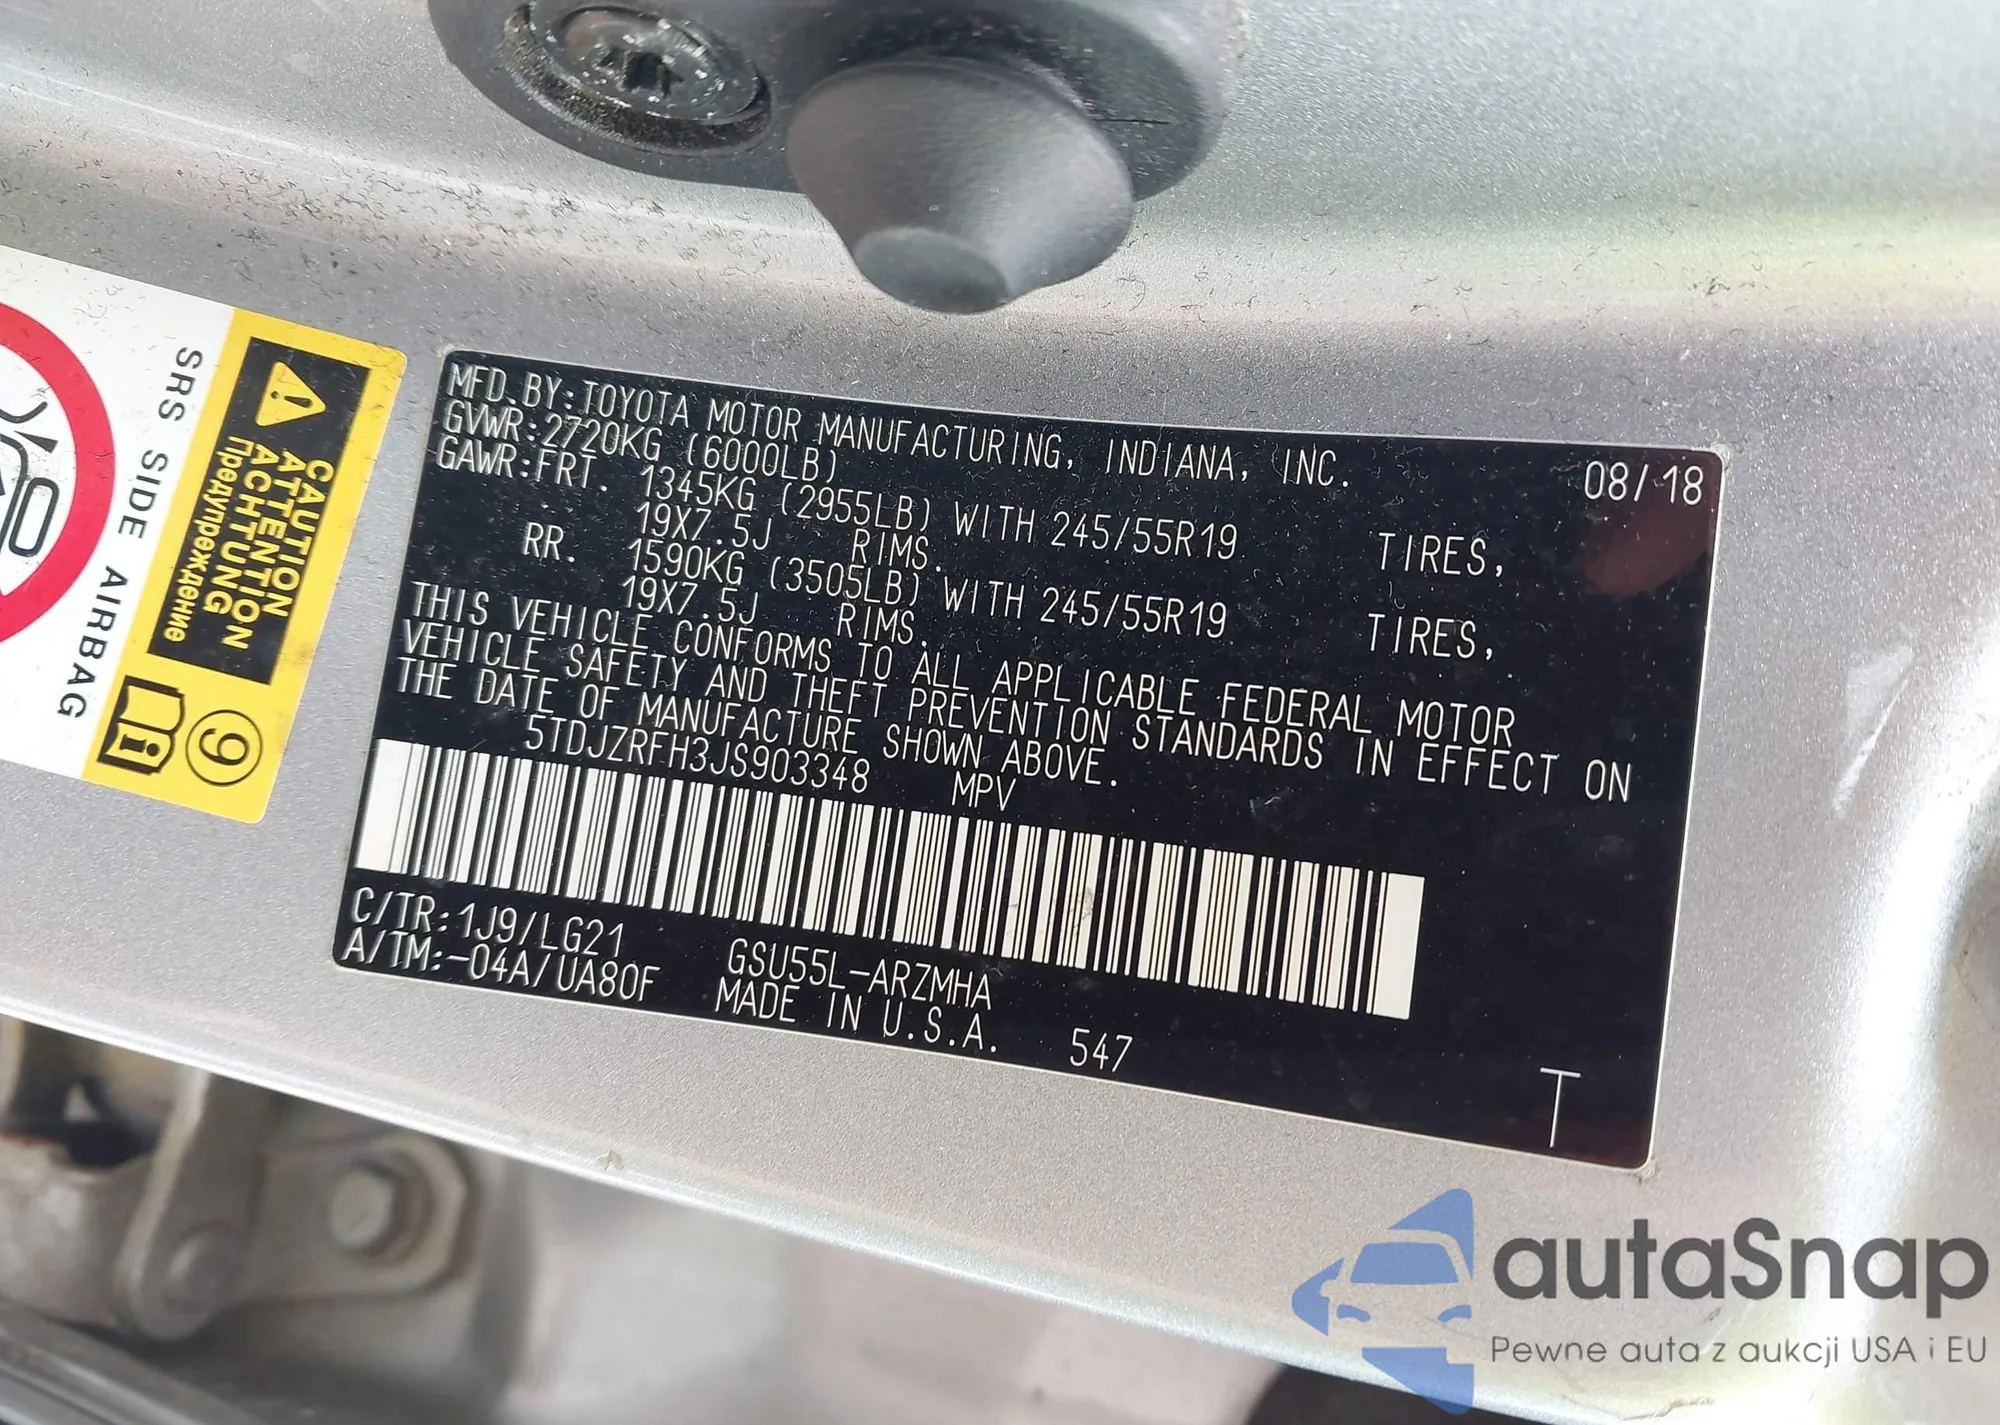 MFD. BY: TOYOTA MOTOR MANUFACTURING, INDIANA, INC. 08/18
GVWR: 2720KG (6000LB)
GAWR: FRT. 1345KG (2955LB) WITH 245/55R19 TIRES,
19X7.5J RIMS.
RR. 1590KG (3505LB) WITH 245/55R19 TIRES,
19X7.5J RIMS.
THIS VEHICLE CONFORMS TO ALL APPLICABLE FEDERAL MOTOR
VEHICLE SAFETY AND THEFT PREVENTION STANDARDS IN EFFECT ON
THE DATE OF MANUFACTURE SHOWN ABOVE.
5TDJZRFH3JS903348 MPV
C/TR: 1J9/LG21 GSU55L-ARZMHA
A/TM: -04A/UA80F MADE IN U.S.A. 547
T
SRS SIDE AIRBAG
CAUTION
ATTENTION
ACHTUNG
Предупреждение
i
9
autaSnap
Pewne auta z aukcji USA i EU